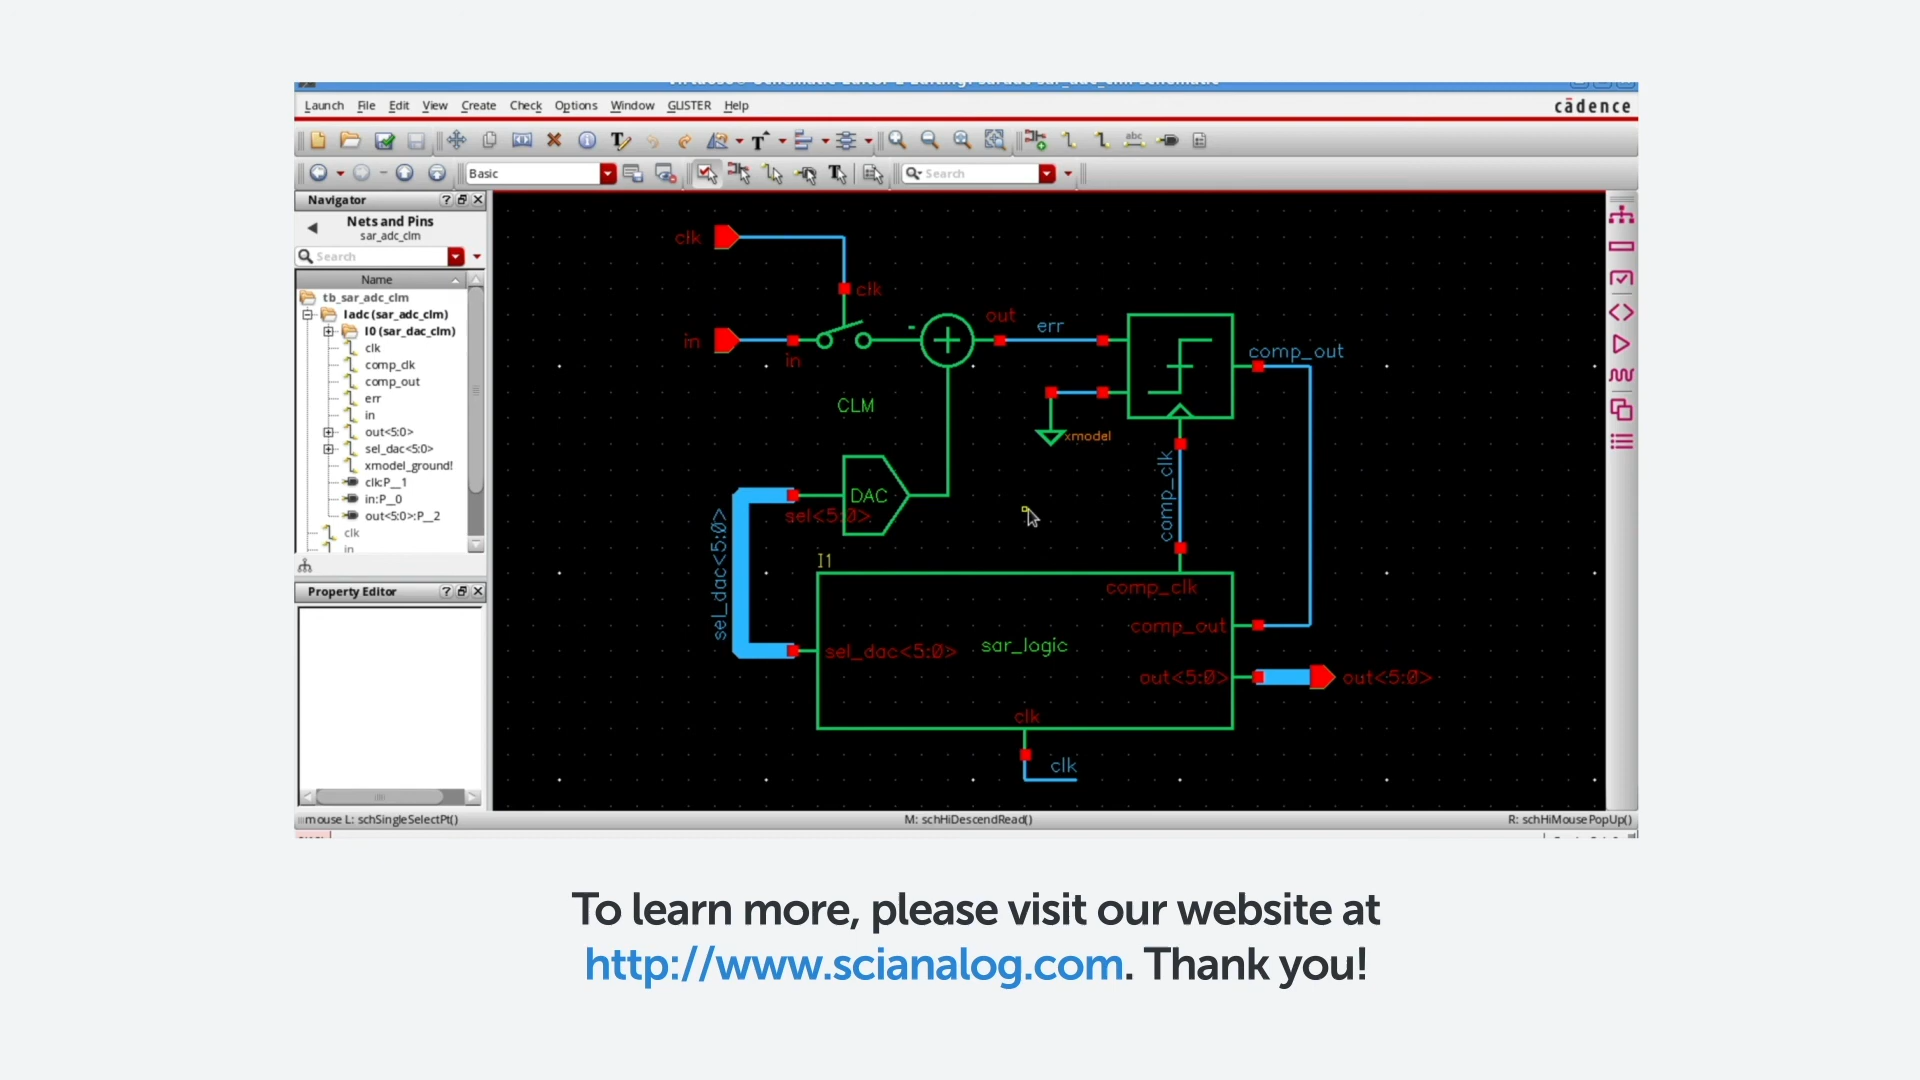 Launch File Edit View Create Check Options Window GUSTER Help
cādence
Basic
Search
Navigator
Nets and Pins
sar_adc_clm
Search
Name
tb_sar_adc_clm
Iadc (sar_adc_clm)
I0 (sar_dac_clm)
clk
comp_clk
comp_out
err
in
out<5:0>
sel_dac<5:0>
xmodel_ground!
clk:P__1
in:P__0
out<5:0>:P__2
clk
in
Property Editor
clk
clk
in
in
out
err
comp_out
CLM
xmodel
DAC
sel<5:0>
sel_dac<5:0>
comp_clk
I1
comp_clk
comp_out
sel_dac<5:0>
sar_logic
out<5:0>
out<5:0>
clk
clk
mouse L: schSingleSelectPt()
M: schHiDescendRead()
R: schHiMousePopUp()
To learn more, please visit our website at
http://www.scianalog.com. Thank you!